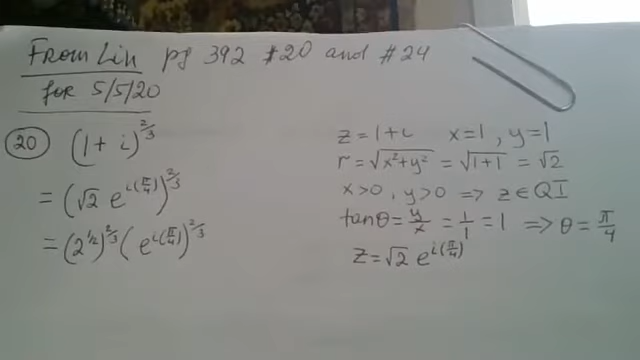 From Lin pg 392 #20 and #24
for 5/5/20
20 (1 + i)^{2/3}
= (√2 e^{i(π/4)})^{2/3}
= (2^{1/2})^{2/3} (e^{i(π/4)})^{2/3}
z = 1 + i x = 1, y = 1
r = √(x² + y²) = √(1 + 1) = √2
x > 0, y > 0 ⇒ z ∈ QI
tan θ = y/x = 1/1 = 1 ⇒ θ = π/4
z = √2 e^{i(π/4)}